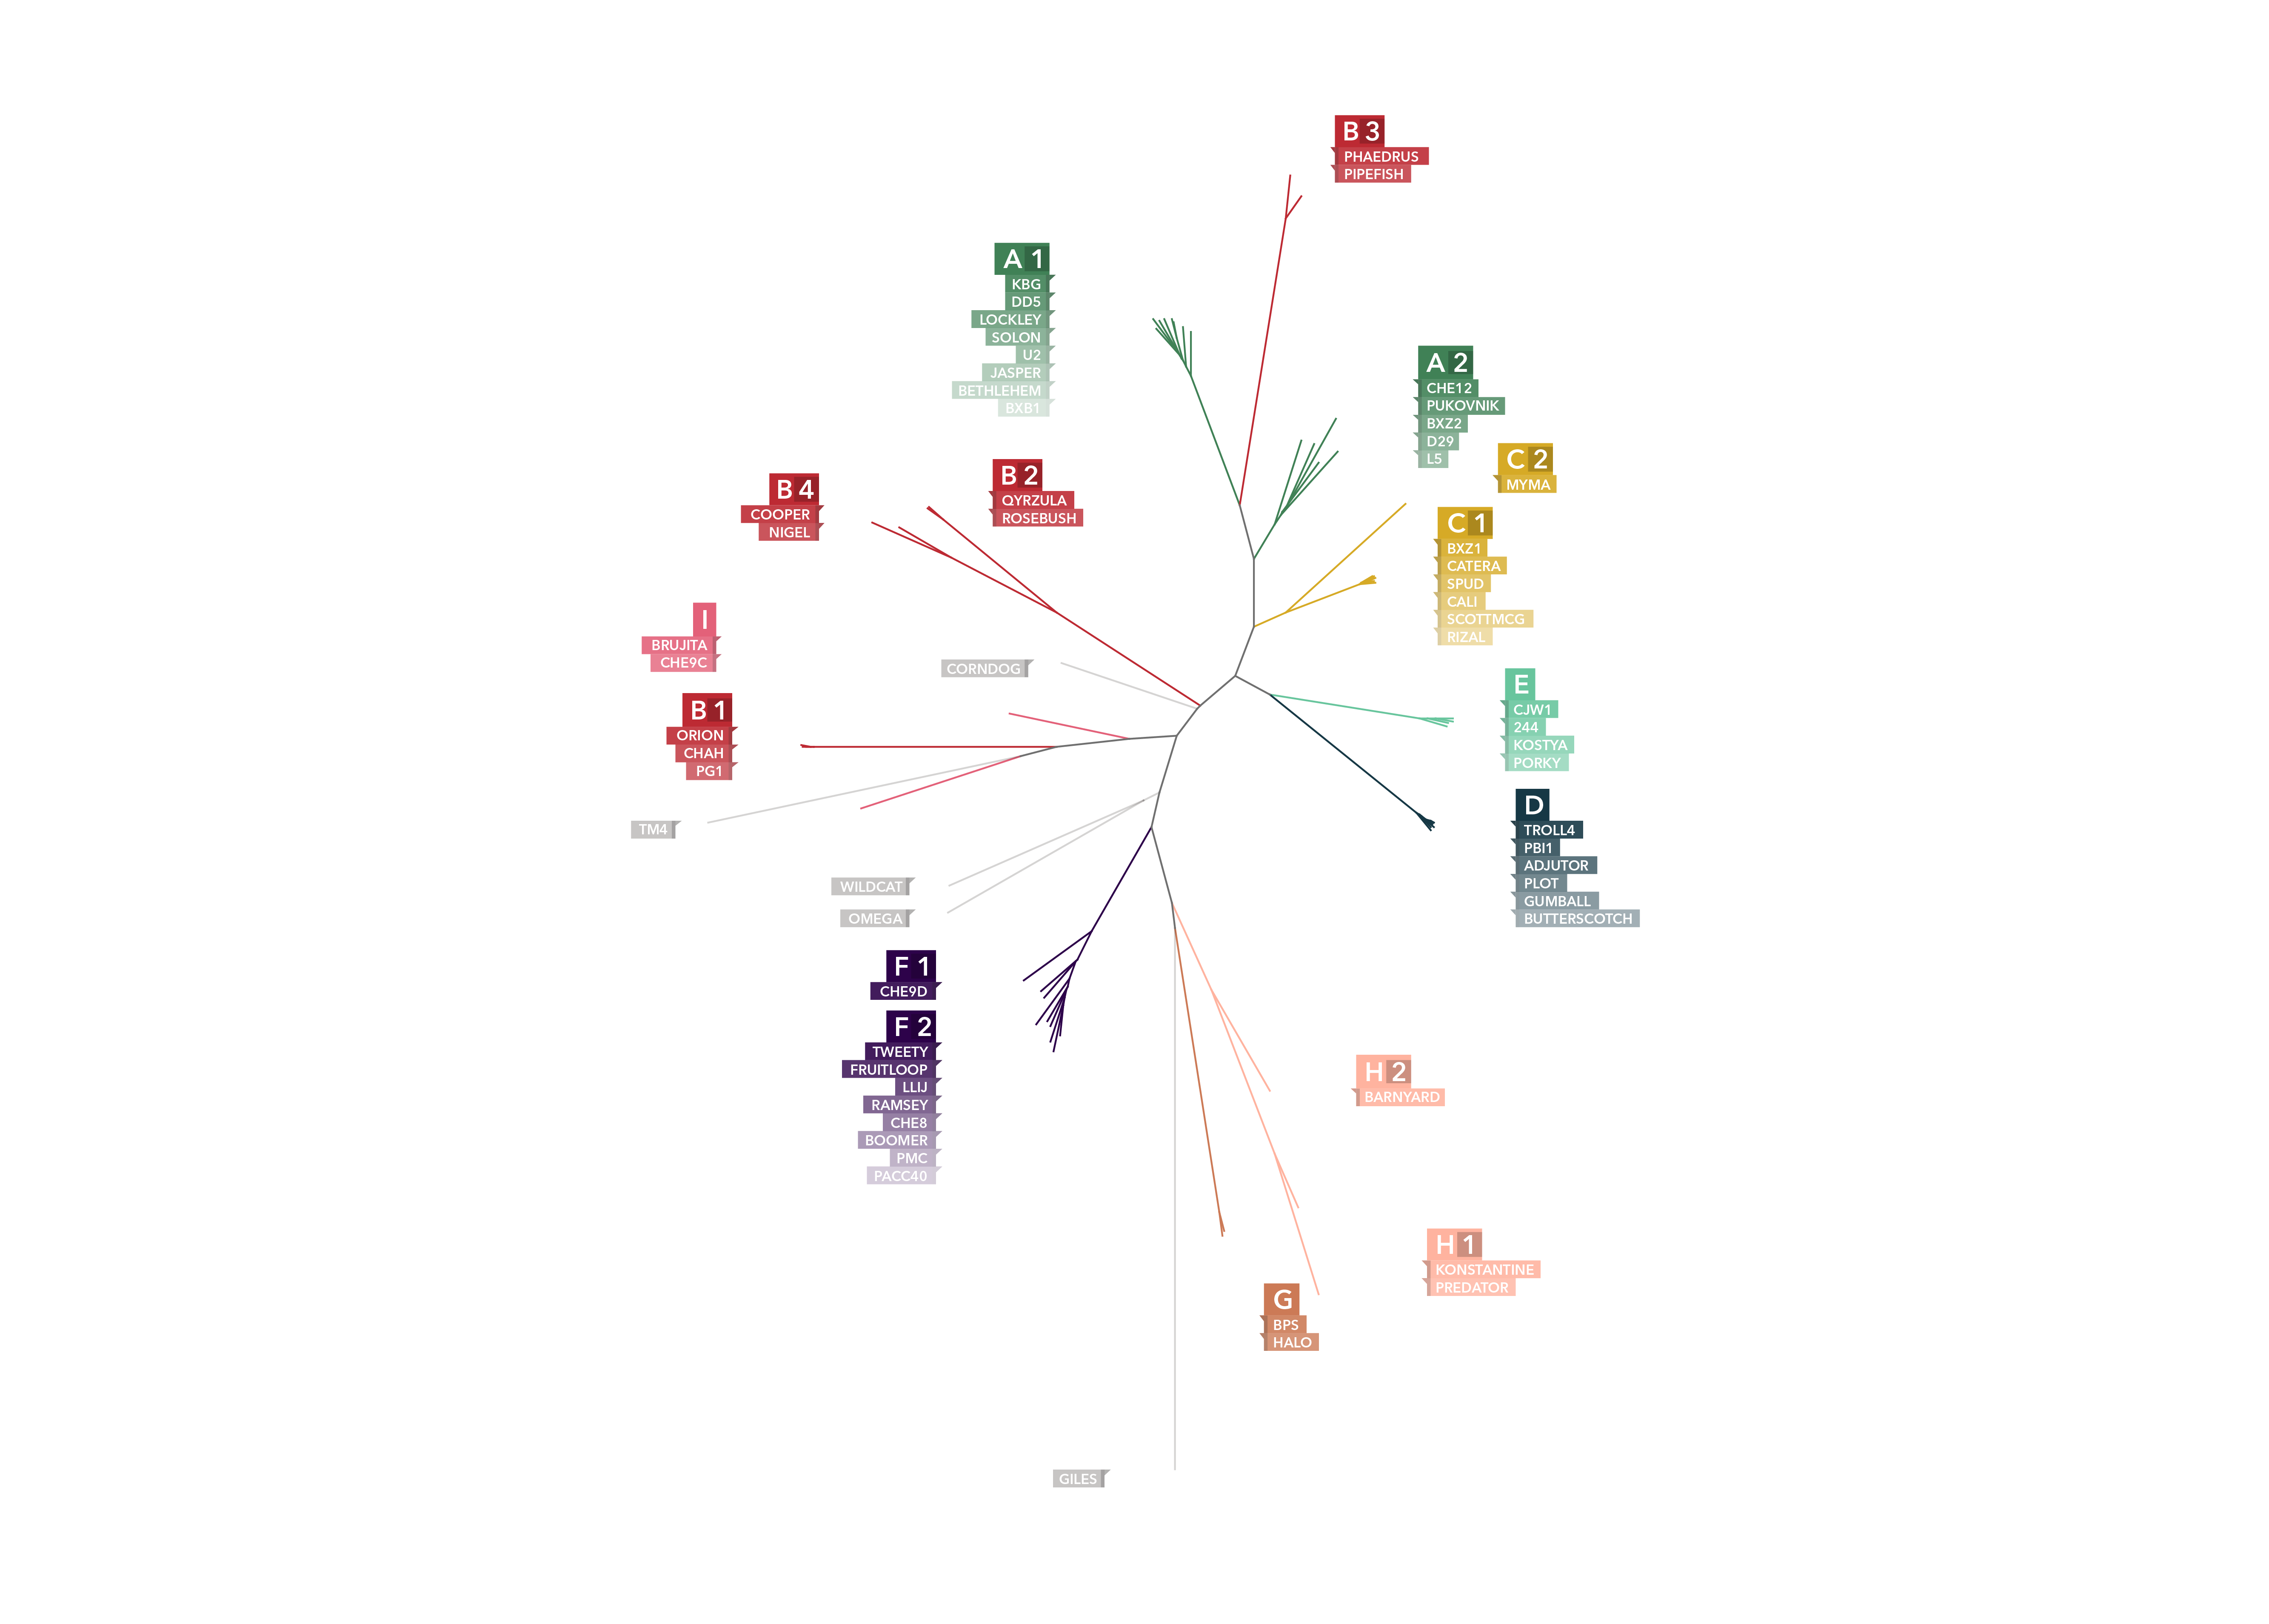 B 3
PHAEDRUS
PIPEFISH
A 1
KBG
DD5
LOCKLEY
SOLON
U2
JASPER
BETHLEHEM
BXB1
A 2
CHE12
PUKOVNIK
BXZ2
D29
L5
C 2
MYMA
B 2
QYRZULA
ROSEBUSH
B 4
COOPER
NIGEL
C 1
BXZ1
CATERA
SPUD
CALI
SCOTTMCG
RIZAL
I
BRUJITA
CHE9C
CORNDOG
E
CJW1
244
KOSTYA
PORKY
B 1
ORION
CHAH
PG1
TM4
D
TROLL4
PBI1
ADJUTOR
PLOT
GUMBALL
BUTTERSCOTCH
WILDCAT
OMEGA
F 1
CHE9D
F 2
TWEETY
FRUITLOOP
LLIJ
RAMSEY
CHE8
BOOMER
PMC
PACC40
H 2
BARNYARD
H 1
KONSTANTINE
PREDATOR
G
BPS
HALO
GILES